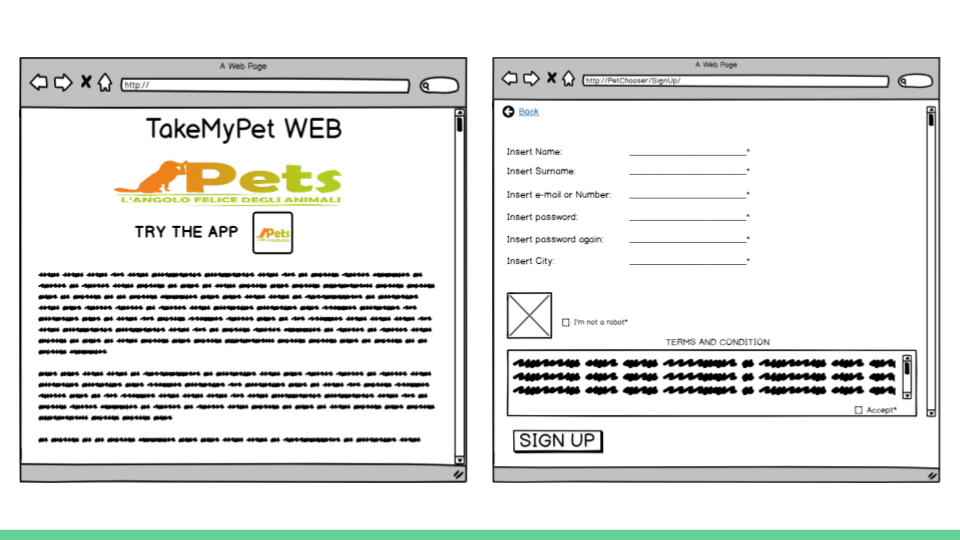 A Web Page
http://
TakeMyPet WEB
Pets
L'ANGOLO FELICE DEGLI ANIMALI
TRY THE APP
Pets
A Web Page
http://PetChooser/SignUp/
Back
Insert Name: *
Insert Surname: *
Insert e-mail or Number: *
Insert password: *
Insert password again: *
Insert City: *
I'm not a robot*
TERMS AND CONDITION
Accept*
SIGN UP